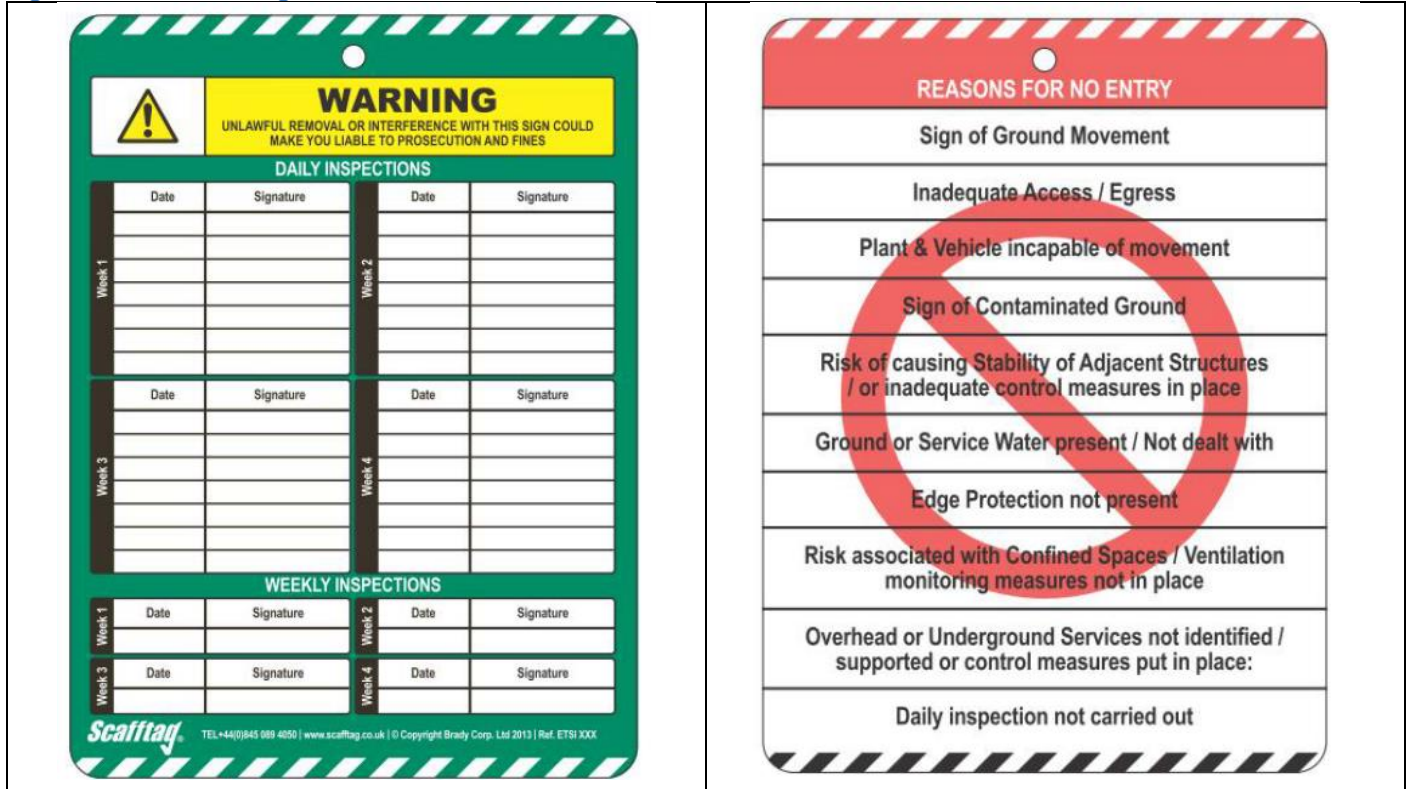 WARNING
UNLAWFUL REMOVAL OR INTERFERENCE WITH THIS SIGN COULD
MAKE YOU LIABLE TO PROSECUTION AND FINES
DAILY INSPECTIONS
Week 1
Date Signature
Week 2
Date Signature
Week 3
Date Signature
Week 4
Date Signature
WEEKLY INSPECTIONS
Week 1
Date Signature
Week 2
Date Signature
Week 3
Date Signature
Week 4
Date Signature
Scafftag.
TEL+44(0)845 089 4050 | www.scafftag.co.uk | © Copyright Brady Corp. Ltd 2013 | Ref. ETSI XXX
REASONS FOR NO ENTRY
Sign of Ground Movement
Inadequate Access / Egress
Plant & Vehicle incapable of movement
Sign of Contaminated Ground
Risk of causing Stability of Adjacent Structures
/ or inadequate control measures in place
Ground or Service Water present / Not dealt with
Edge Protection not present
Risk associated with Confined Spaces / Ventilation
monitoring measures not in place
Overhead or Underground Services not identified /
supported or control measures put in place:
Daily inspection not carried out